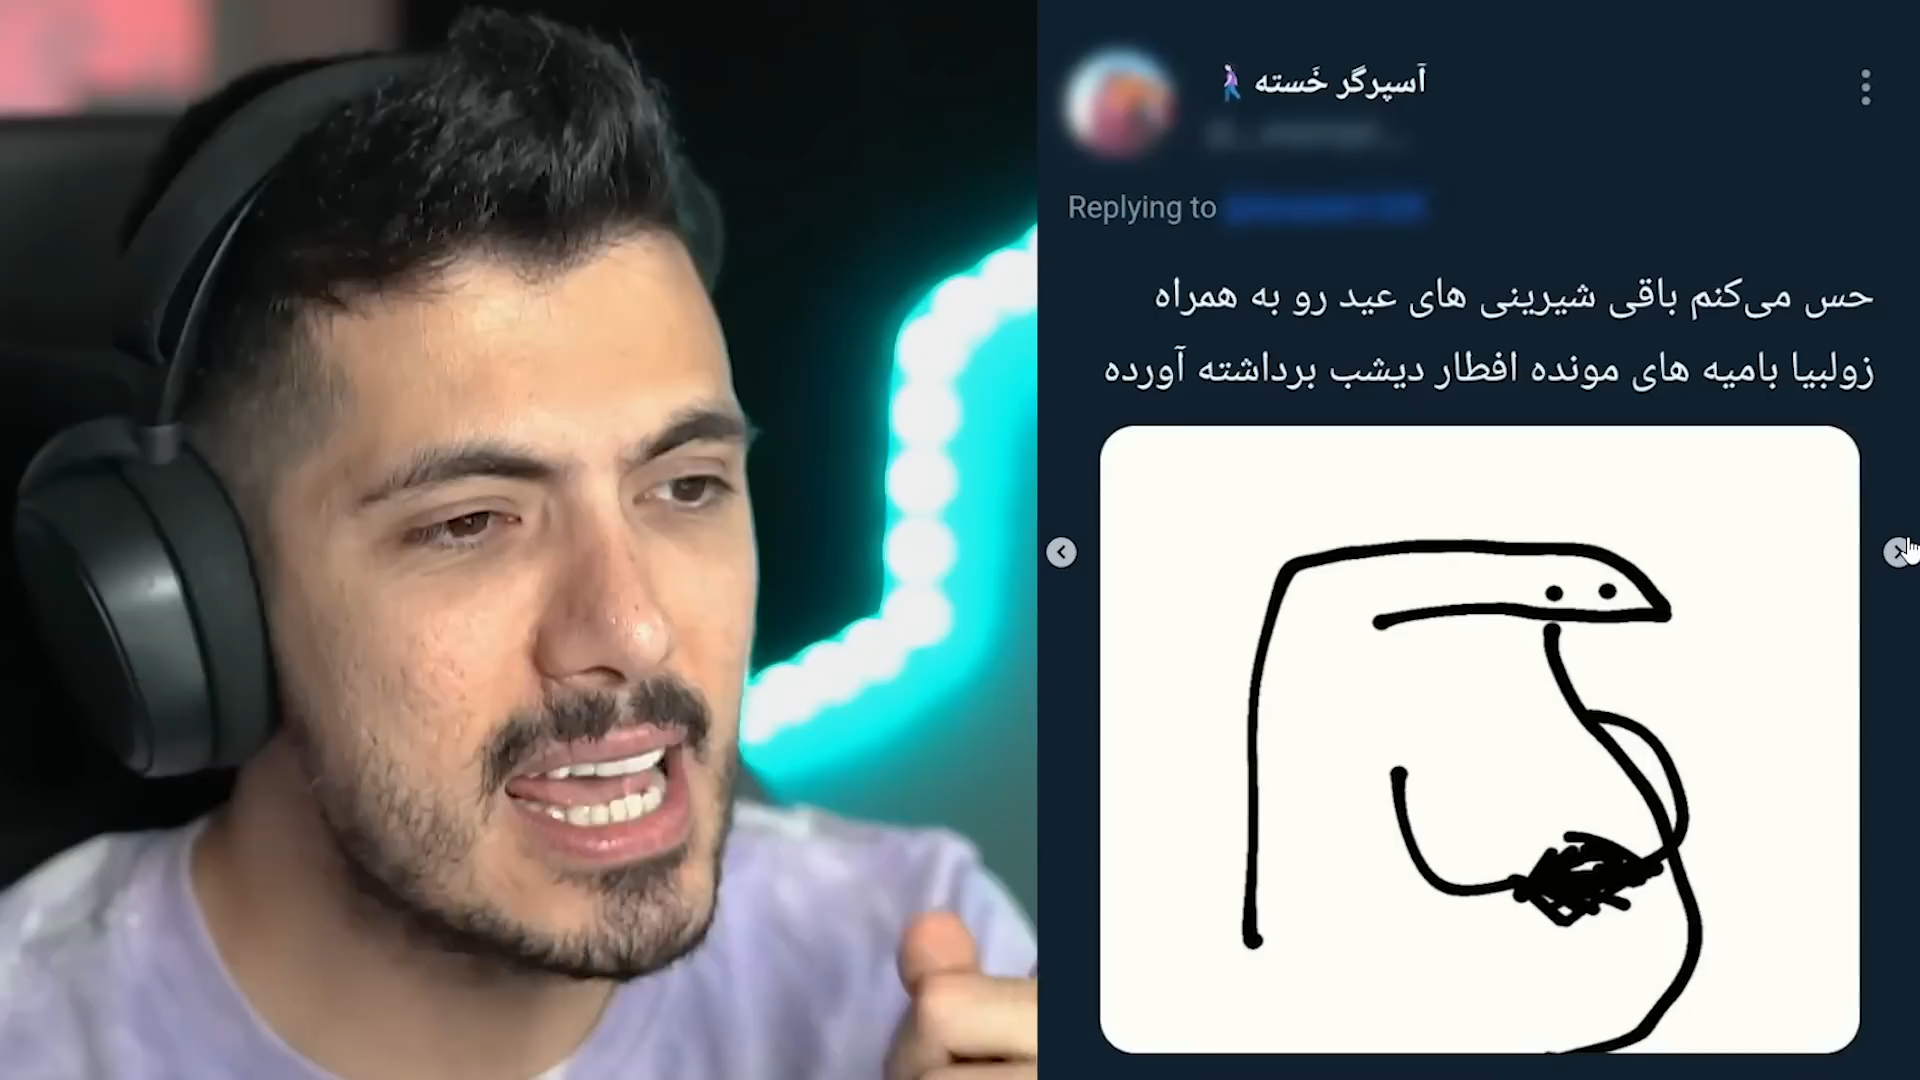 آسپرگر خَسته
Replying to
حس می‌کنم باقی شیرینی های عید رو به همراه
زولبیا بامیه های مونده افطار دیشب برداشته آورده